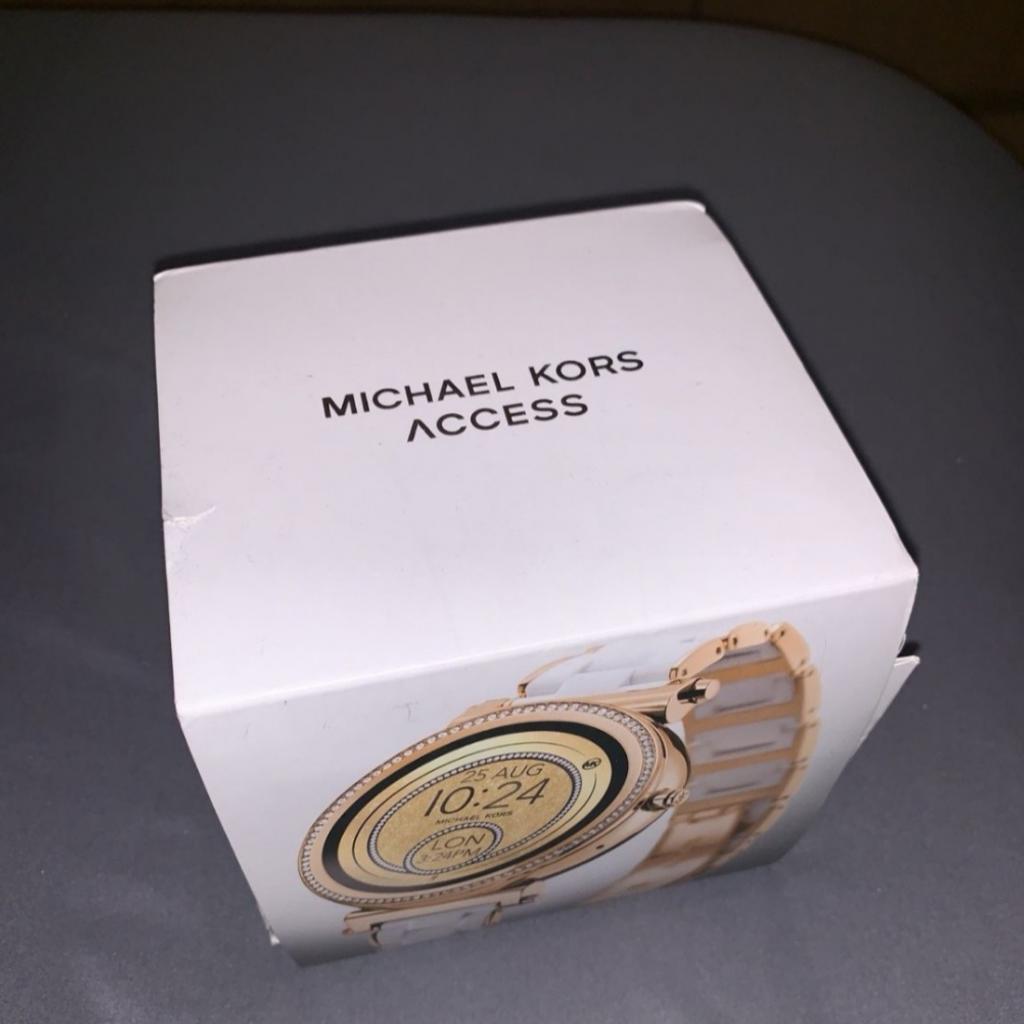 MICHAEL KORS
ACCESS
25 AUG
10:24
MICHAEL KORS
LON
3:24PM